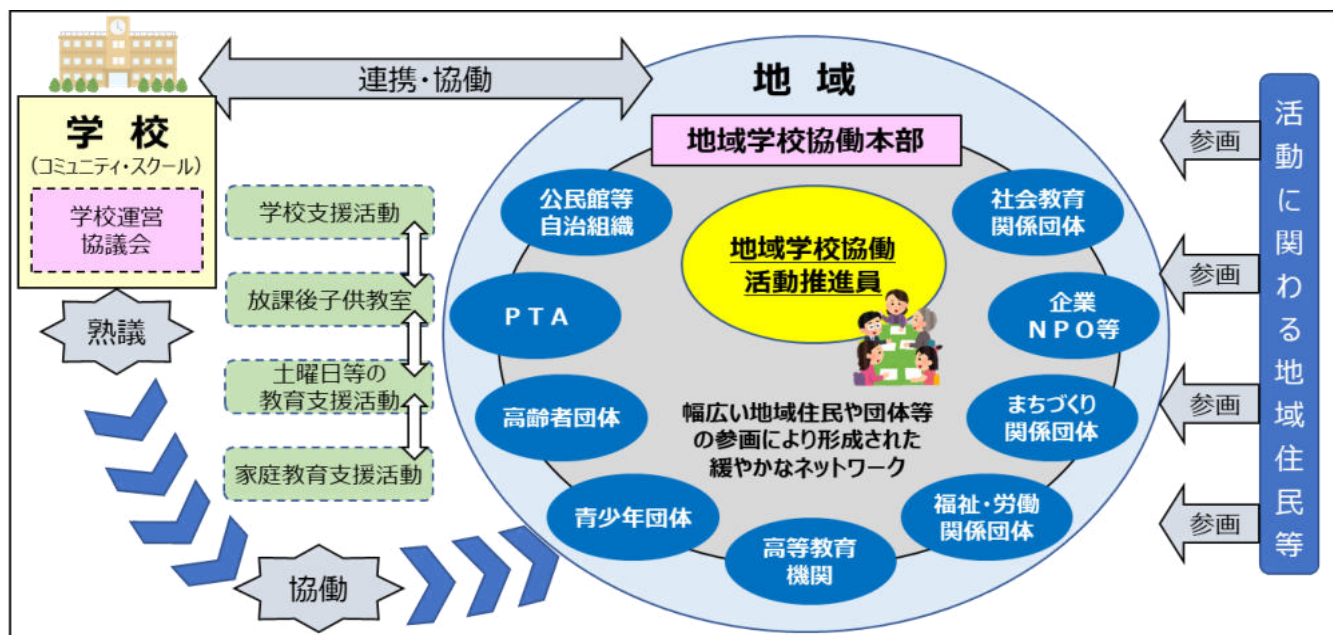 連携・協働
学 校
(コミュニティ・スクール)
学校運営
協議会
熟議
協働
学校支援活動
放課後子供教室
土曜日等の
教育支援活動
家庭教育支援活動
地 域
地域学校協働本部
地域学校協働
活動推進員
幅広い地域住民や団体等
の参画により形成された
緩やかなネットワーク
公民館等
自治組織
PTA
高齢者団体
青少年団体
高等教育
機関
福祉・労働
関係団体
まちづくり
関係団体
企業
NPO等
社会教育
関係団体
参画
参画
参画
参画
活動に関わる地域住民等